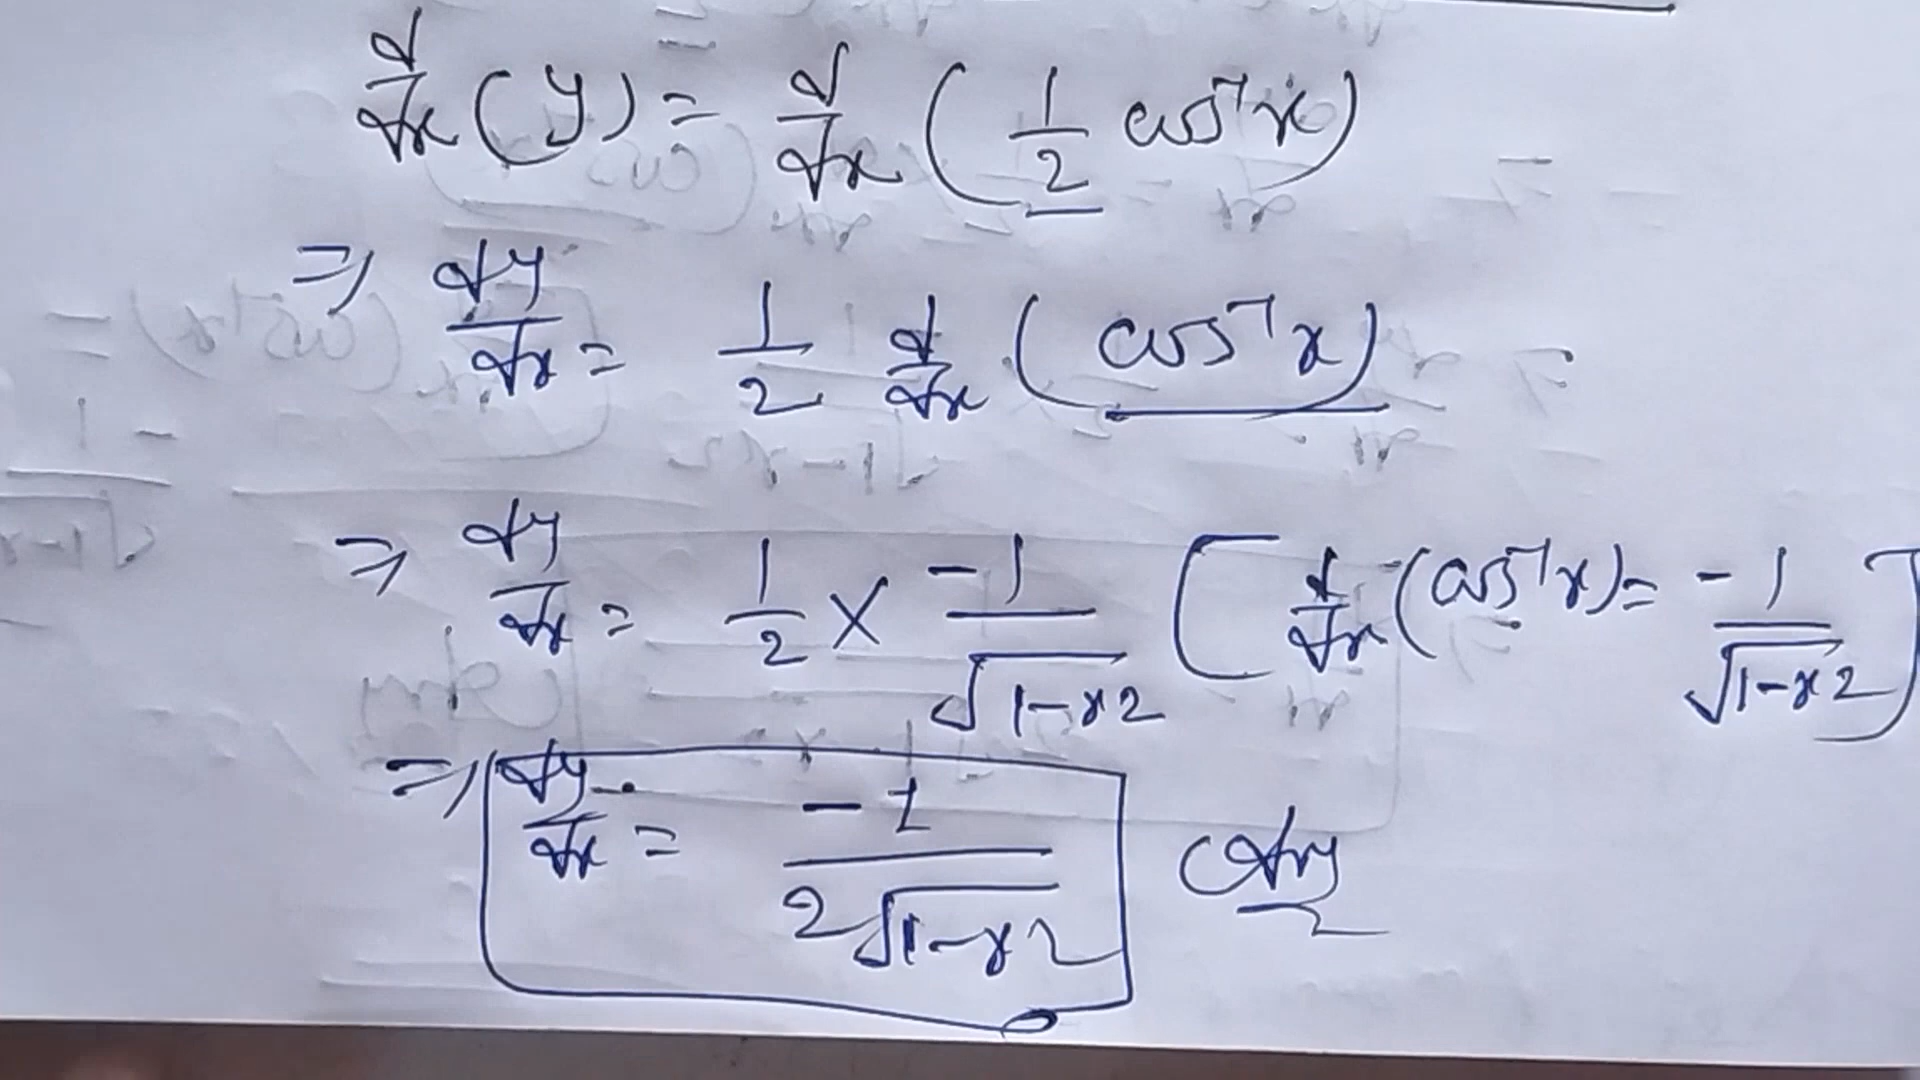 d/dx (y) = d/dx ( 1/2 cos⁻¹x )
⇒ dy/dx = 1/2 d/dx ( cos⁻¹x )
⇒ dy/dx = 1/2 × -1/√1-x2 [ d/dx (cos⁻¹x) = -1/√1-x2 ]
⇒ dy/dx = -1/2√1-x2